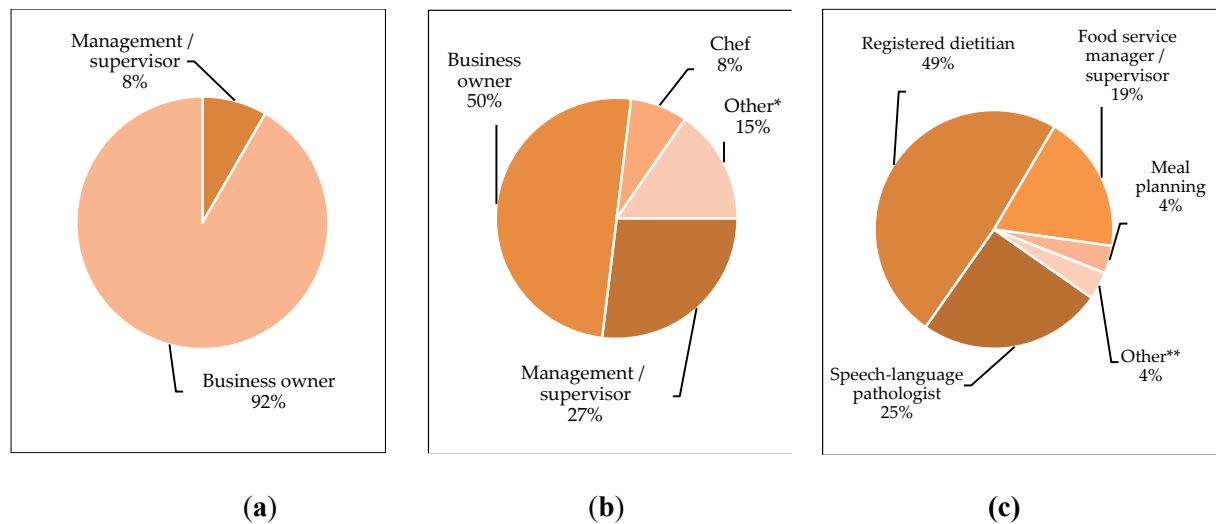 Management /
supervisor
8%
Business owner
92%
(a)
Business
owner
50%
Chef
8%
Other*
15%
Management /
supervisor
27%
(b)
Registered dietitian
49%
Food service
manager /
supervisor
19%
Meal
planning
4%
Other**
4%
Speech-language
pathologist
25%
(c)